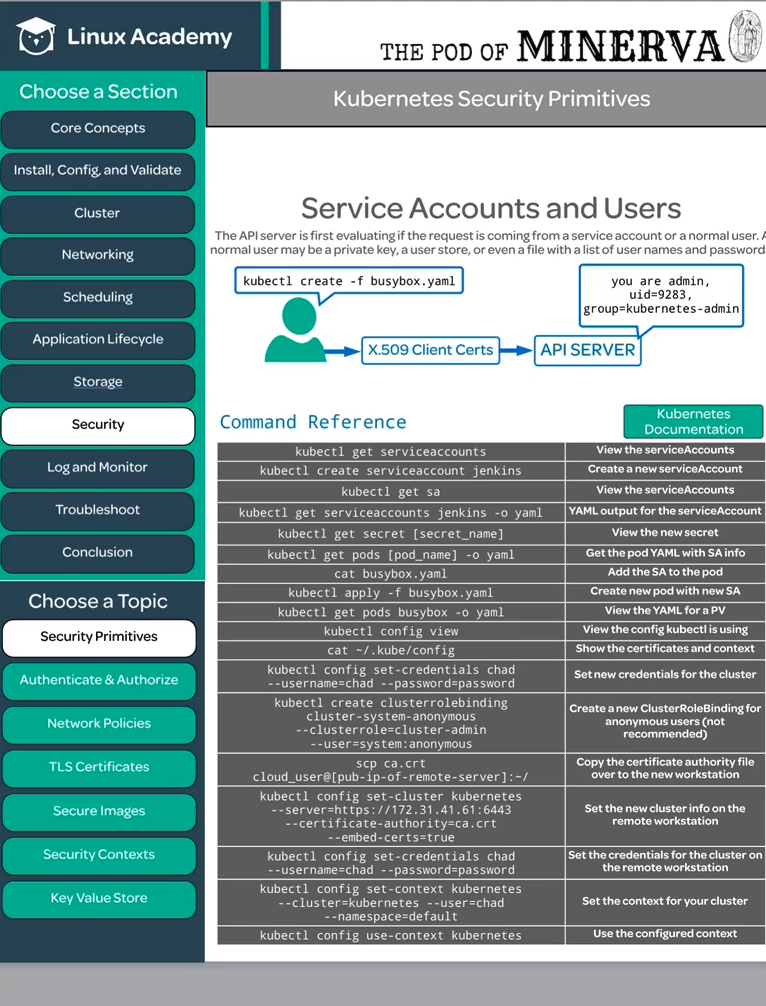 Linux Academy
THE POD OF MINERVA
Choose a Section
Core Concepts
Install, Config, and Validate
Cluster
Networking
Scheduling
Application Lifecycle
Storage
Security
Log and Monitor
Troubleshoot
Conclusion
Choose a Topic
Security Primitives
Authenticate & Authorize
Network Policies
TLS Certificates
Secure Images
Security Contexts
Key Value Store
Kubernetes Security Primitives
Service Accounts and Users
The API server is first evaluating if the request is coming from a service account or a normal user. A
normal user may be a private key, a user store, or even a file with a list of user names and password
kubectl create -f busybox.yaml
you are admin,
uid=9283,
group=kubernetes-admin
X.509 Client Certs
API SERVER
Command Reference
Kubernetes
Documentation
kubectl get serviceaccounts
View the serviceAccounts
kubectl create serviceaccount jenkins
Create a new serviceAccount
kubectl get sa
View the serviceAccounts
kubectl get serviceaccounts jenkins -o yaml
YAML output for the serviceAccount
kubectl get secret [secret_name]
View the new secret
kubectl get pods [pod_name] -o yaml
Get the pod YAML with SA info
cat busybox.yaml
Add the SA to the pod
kubectl apply -f busybox.yaml
Create new pod with new SA
kubectl get pods busybox -o yaml
View the YAML for a PV
kubectl config view
View the config kubectl is using
cat ~/.kube/config
Show the certificates and context
kubectl config set-credentials chad
--username=chad --password=password
Set new credentials for the cluster
kubectl create clusterrolebinding
cluster-system-anonymous
--clusterrole=cluster-admin
--user=system:anonymous
Create a new ClusterRoleBinding for
anonymous users (not
recommended)
scp ca.crt
cloud_user@[pub-ip-of-remote-server]:~/
Copy the certificate authority file
over to the new workstation
kubectl config set-cluster kubernetes
--server=https://172.31.41.61:6443
--certificate-authority=ca.crt
--embed-certs=true
Set the new cluster info on the
remote workstation
kubectl config set-credentials chad
--username=chad --password=password
Set the credentials for the cluster on
the remote workstation
kubectl config set-context kubernetes
--cluster=kubernetes --user=chad
--namespace=default
Set the context for your cluster
kubectl config use-context kubernetes
Use the configured context